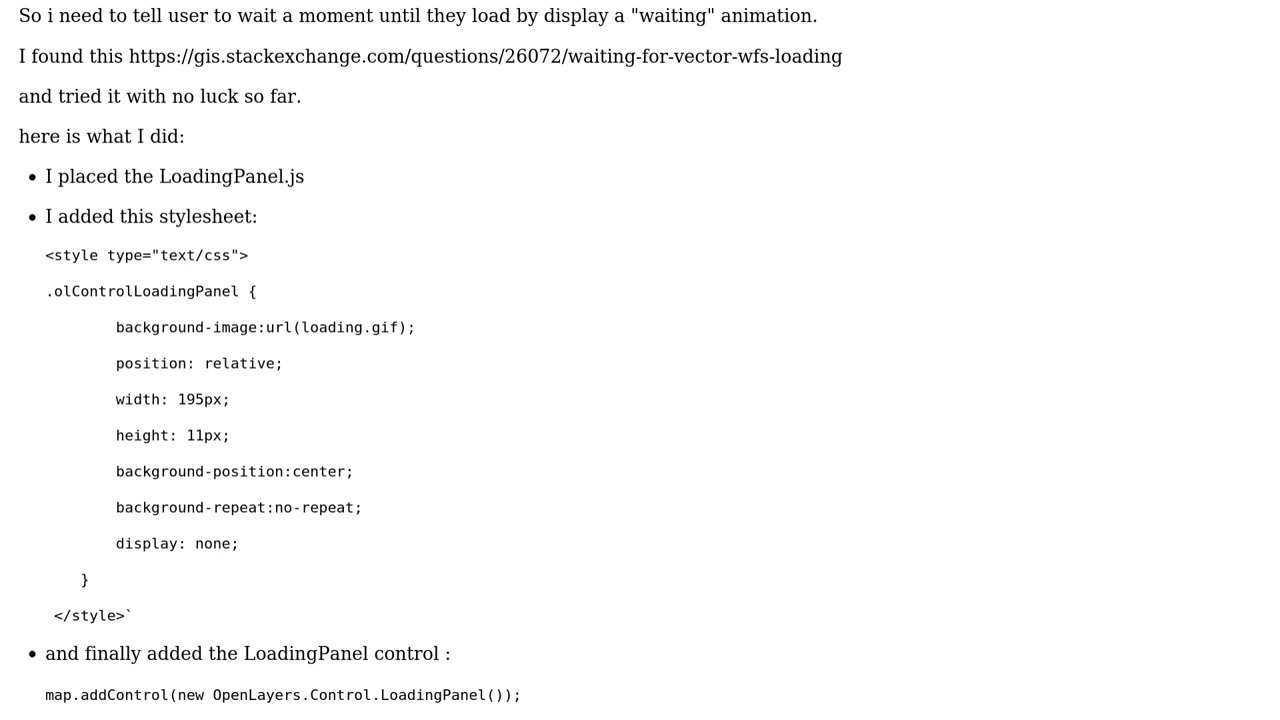 So i need to tell user to wait a moment until they load by display a "waiting" animation.
I found this https://gis.stackexchange.com/questions/26072/waiting-for-vector-wfs-loading
and tried it with no luck so far.
here is what I did:
• I placed the LoadingPanel.js
• I added this stylesheet:
<style type="text/css">
.olControlLoadingPanel {
        background-image:url(loading.gif);
        position: relative;
        width: 195px;
        height: 11px;
        background-position:center;
        background-repeat:no-repeat;
        display: none;
    }
 </style>`
• and finally added the LoadingPanel control :
map.addControl(new OpenLayers.Control.LoadingPanel());